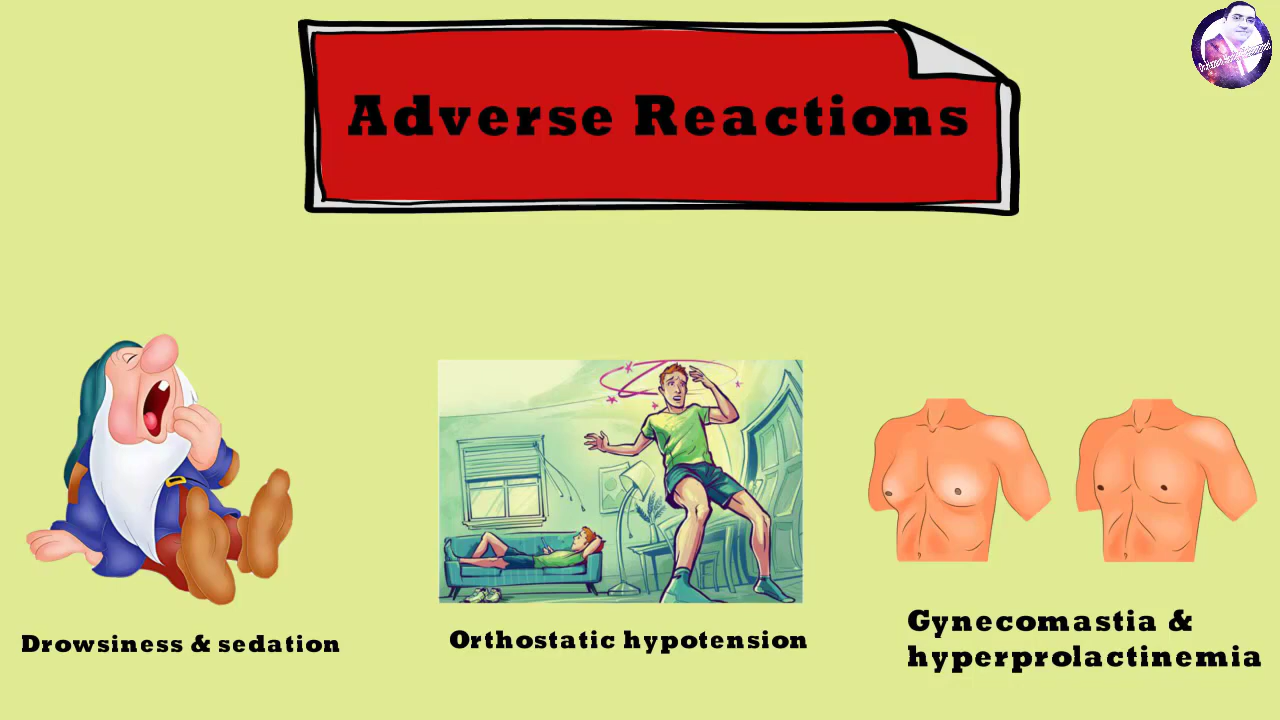 Adverse Reactions
Drowsiness & sedation
Orthostatic hypotension
Gynecomastia &
hyperprolactinemia